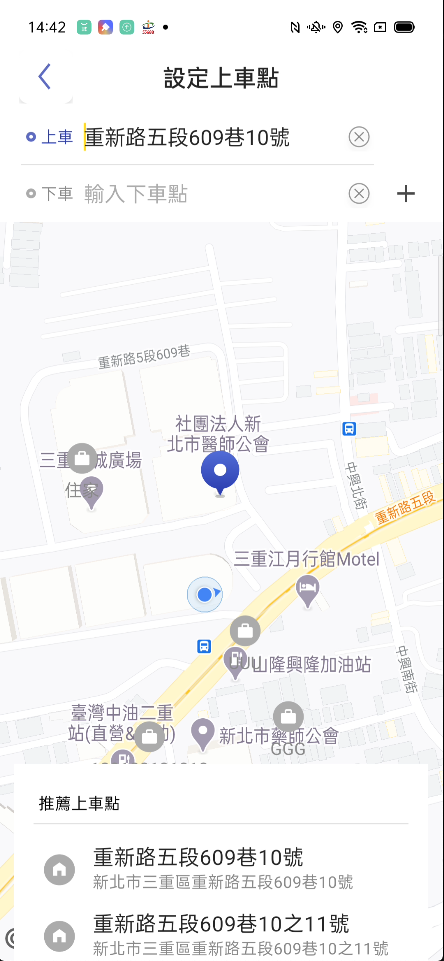 14:42
設定上車點
上車 重新路五段609巷10號
下車 輸入下車點
重新路5段609巷
社團法人新
北市醫師公會
三重 城廣場
住家
中興北街
重新路五段
三重江月行館Motel
山隆興隆加油站
中興南街
臺灣中油二重
站(直營& 助)
新北市藥師公會
GGG
推薦上車點
重新路五段609巷10號
新北市三重區重新路五段609巷10號
重新路五段609巷10之11號
新北市三重區重新路五段609巷10之11號